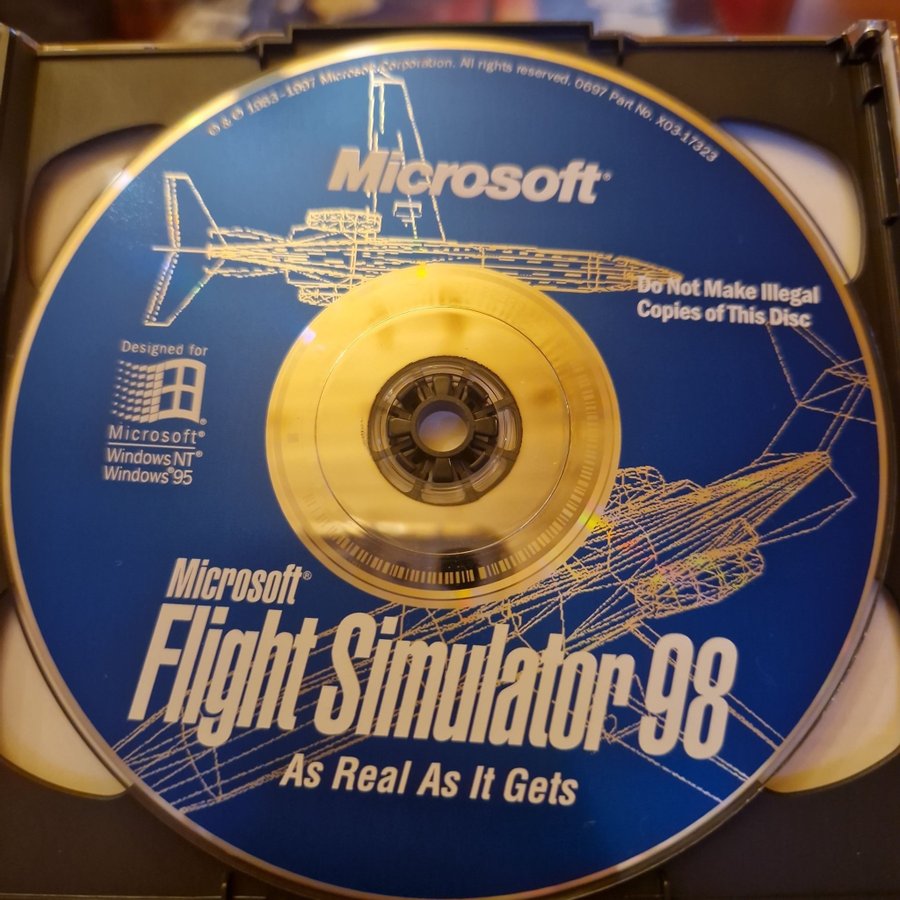 ℗ & © 1983-1997 Microsoft Corporation. All rights reserved. 0697 Part No. X03-17323
Microsoft®
Do Not Make Illegal
Copies of This Disc
Designed for
Microsoft®
Windows NT®
Windows®95
Microsoft®
Flight Simulator 98
As Real As It Gets